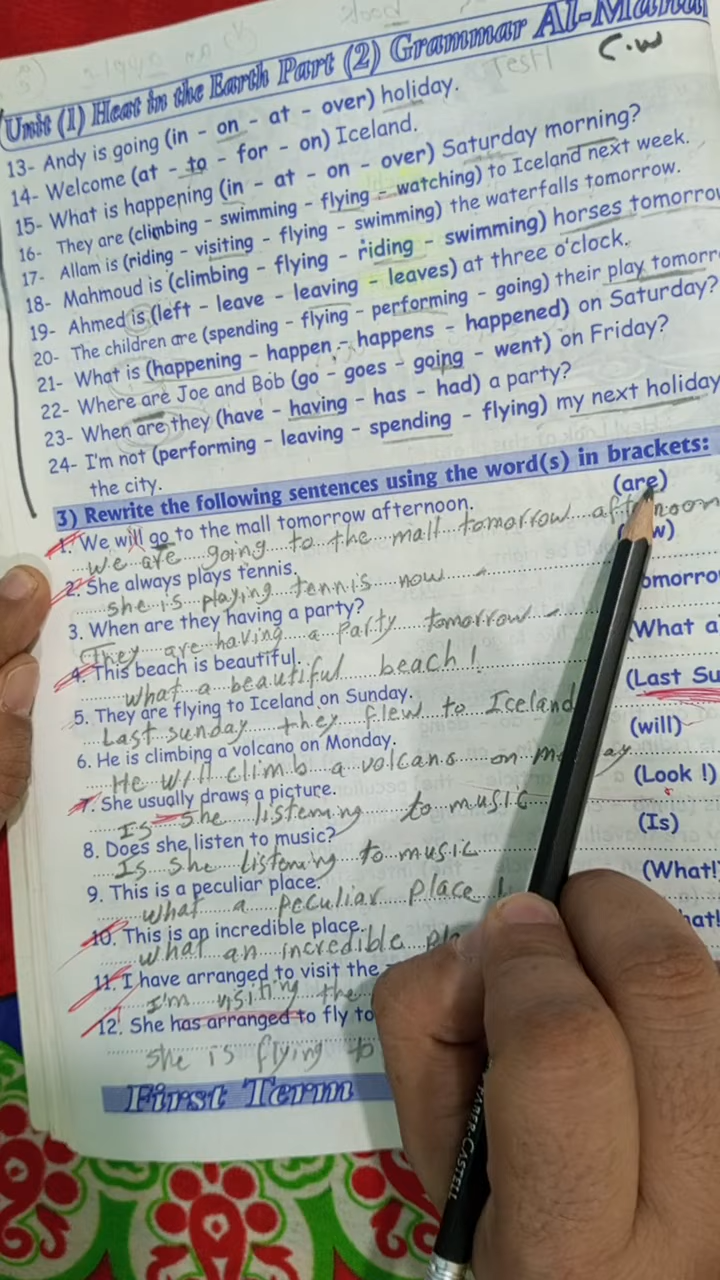 Unit (1) Heat in the Earth Part (2) Grammar Al-
Test 1
C.W
13- Andy is going (in - on - at - over) holiday.
14- Welcome (at - to - for - on) Iceland.
15- What is happening (in - at - on - over) Saturday morning?
16- They are (climbing - swimming - flying - watching) to Iceland next week.
17- Allam is (riding - visiting - flying - swimming) the waterfalls tomorrow.
18- Mahmoud is (climbing - flying - riding - swimming) horses tomorro
19- Ahmed is (left - leave - leaving - leaves) at three o'clock.
20- The children are (spending - flying - performing - going) their play tomorr
21- What is (happening - happen - happens - happened) on Saturday?
22- Where are Joe and Bob (go - goes - going - went) on Friday?
23- When are they (have - having - has - had) a party?
24- I'm not (performing - leaving - spending - flying) my next holiday
the city.
3) Rewrite the following sentences using the word(s) in brackets:
1. We will go to the mall tomorrow afternoon. (are)
we are going to the mall tomorrow afternoon
2. She always plays tennis. w)
she is playing tennis now
3. When are they having a party? omorro
They are having a Party tomorrow
4. This beach is beautiful. (What a
what a beautiful beach !
5. They are flying to Iceland on Sunday. (Last Su
Last sunday they flew to Iceland
6. He is climbing a volcano on Monday. (will)
He will climb a volcano on ay
7. She usually draws a picture. (Look !)
Is she listening to music
8. Does she listen to music? (Is)
Is she listening to music
9. This is a peculiar place. (What!
what a peculiar Place !
10. This is an incredible place. hat!
what an incredible pl
11. I have arranged to visit the
I'm visiting the
12. She has arranged to fly to
she is flying to
First Term
FABER-CASTELL